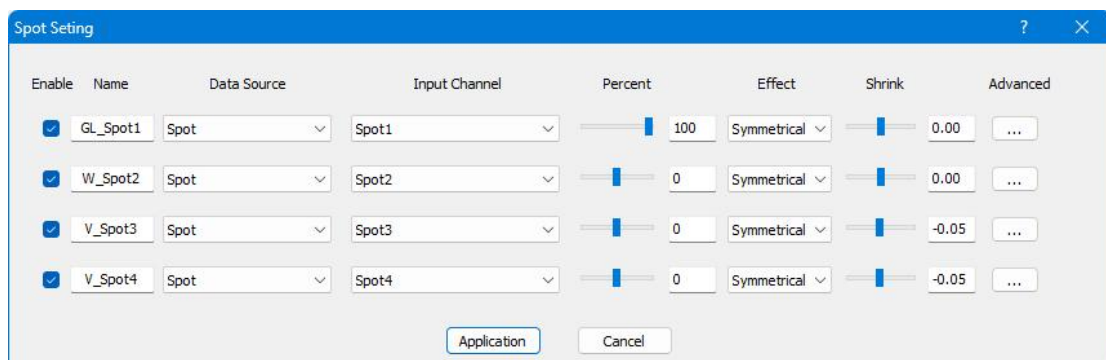 Spot Seting ?
Enable Name Data Source Input Channel Percent Effect Shrink Advanced
GL_Spot1 Spot Spot1 100 Symmetrical 0.00 ...
W_Spot2 Spot Spot2 0 Symmetrical 0.00 ...
V_Spot3 Spot Spot3 0 Symmetrical -0.05 ...
V_Spot4 Spot Spot4 0 Symmetrical -0.05 ...
Application Cancel